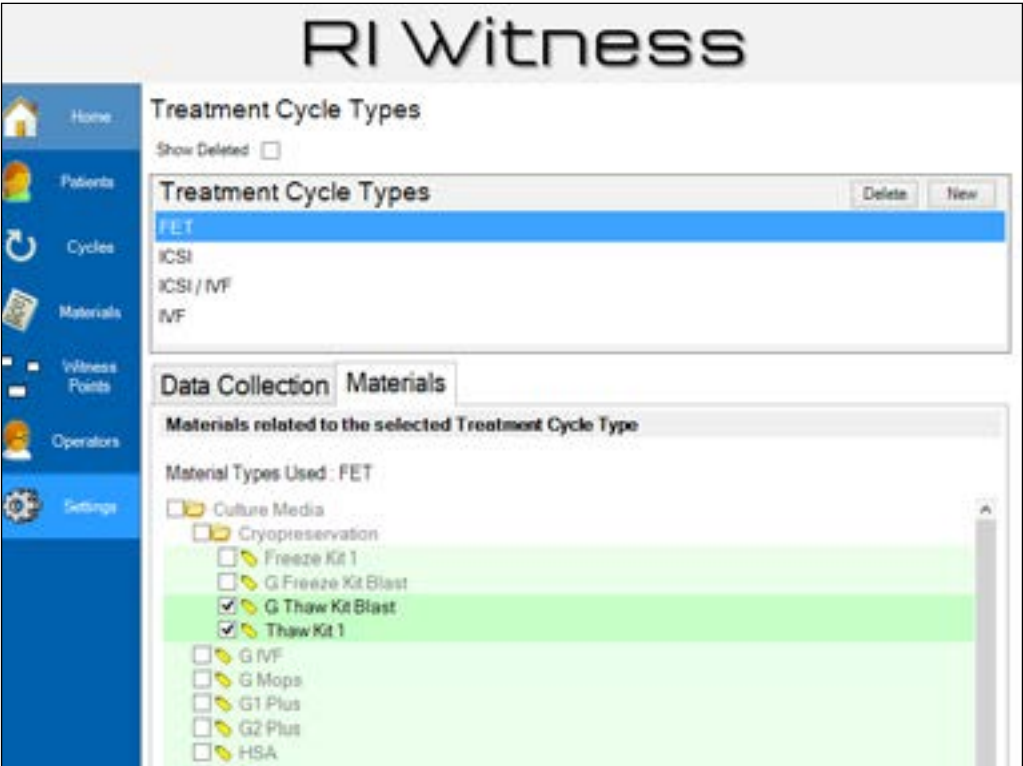 RI Witness
Home
Patients
Cycles
Materials
Witness
Points
Operators
Settings
Treatment Cycle Types
Show Deleted
Treatment Cycle Types
Delete
New
FET
ICSI
ICSI / IVF
IVF
Data Collection
Materials
Materials related to the selected Treatment Cycle Type
Material Types Used : FET
Culture Media
Cryopreservation
Freeze Kit 1
G Freeze Kit Blast
G Thaw Kit Blast
Thaw Kit 1
G IVF
G Mops
G1 Plus
G2 Plus
HSA